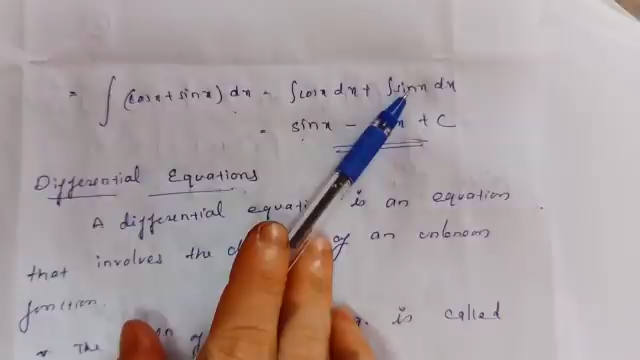 = ∫ (cosx + sinx) dx = ∫cosx dx + ∫sinx dx
= sinx - + C
Differential Equations
A differential is an equation
that involves the of an unknown
function.
* The is called